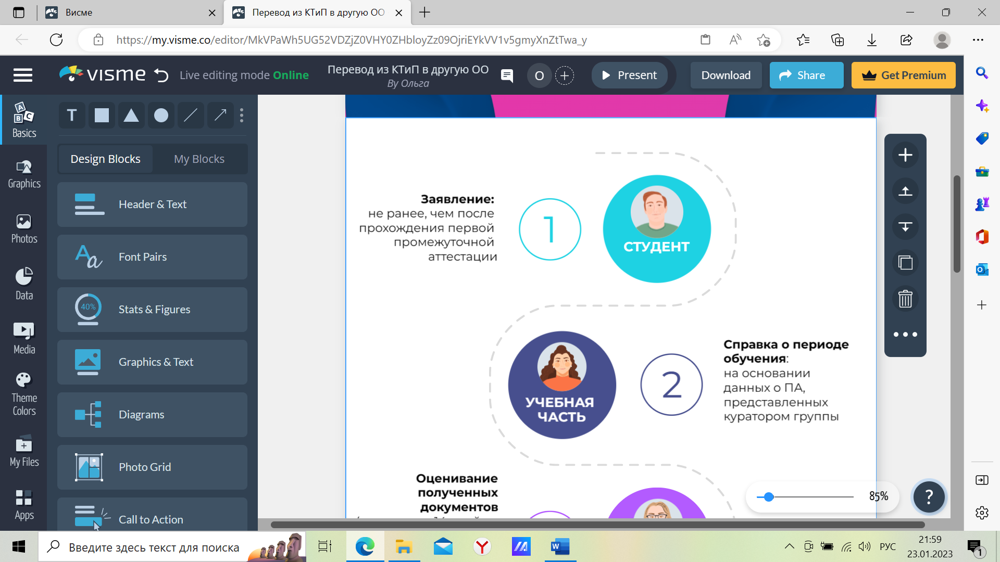 Висме
Перевод из КТиП в другую ОО
https://my.visme.co/editor/MkVPaWh5UG52VDZjZ0VHY0ZHbloyZz09OjriEYkVV1v5gmyXnZtTwa_y
visme
Live editing mode Online
Перевод из КТиП в другую ОО
By Ольга
O
Present
Download
Share
Get Premium
Basics
Graphics
Photos
Data
Media
Theme
Colors
My Files
Apps
T
Design Blocks
My Blocks
Header & Text
Font Pairs
40%
Stats & Figures
Graphics & Text
Diagrams
Photo Grid
Call to Action
Заявление:
не ранее, чем после
прохождения первой
промежуточной
аттестации
1
СТУДЕНТ
УЧЕБНАЯ
ЧАСТЬ
2
Справка о периоде
обучения:
на основании
данных о ПА,
представленных
куратором группы
Оценивание
полученных
документов
85%
?
Введите здесь текст для поиска
РУС
21:59
23.01.2023
1